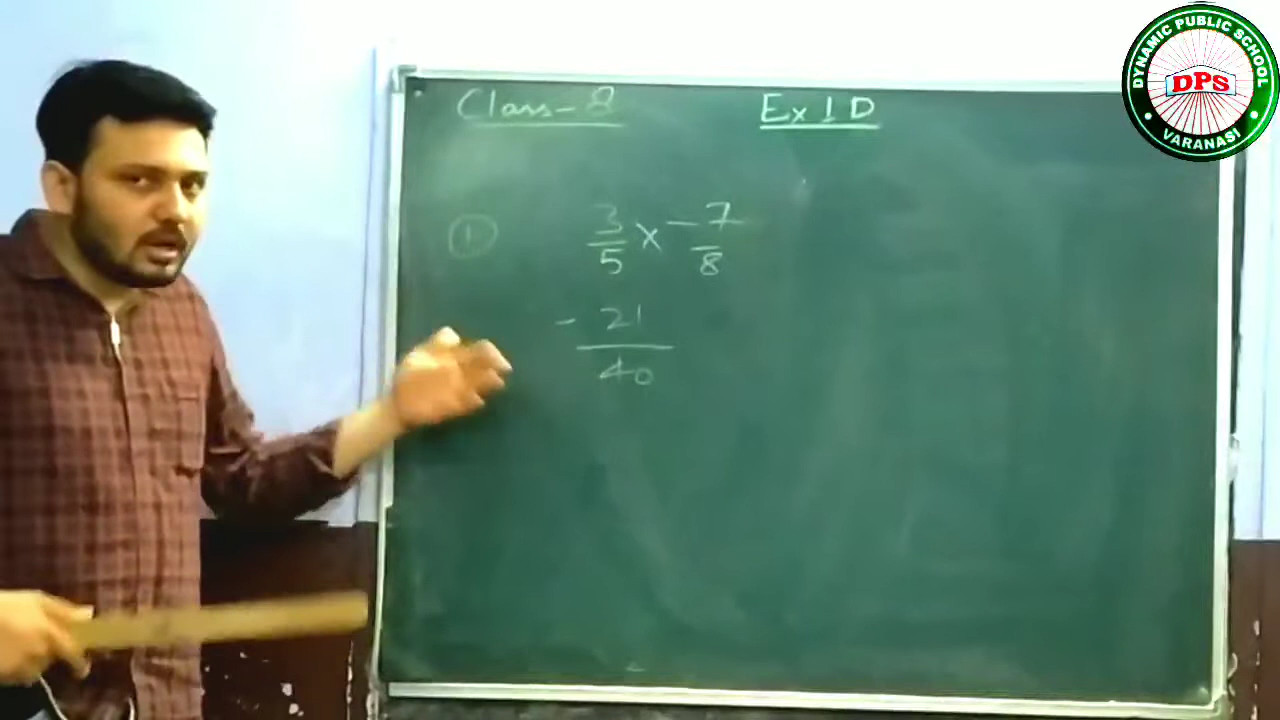 DYNAMIC PUBLIC SCHOOL
DPS
• VARANASI •
Class-8 Ex 1 D
① 3/5 x -7/8
-21/40